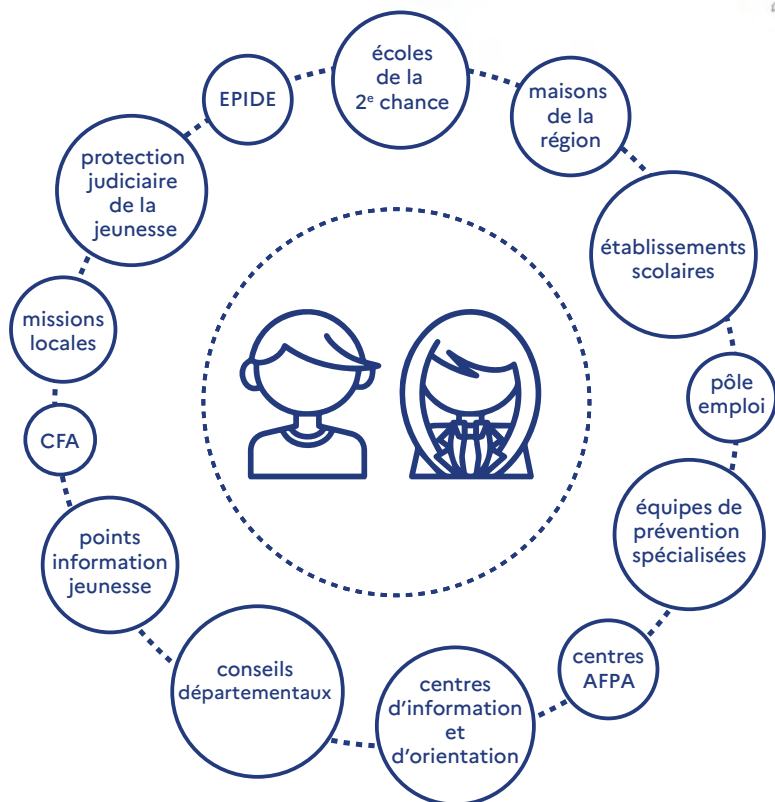 écoles
de la
2e chance
maisons
de la
région
établissements
scolaires
pôle
emploi
équipes de
prévention
spécialisées
centres
AFPA
centres
d'information
et
d'orientation
conseils
départementaux
points
information
jeunesse
CFA
missions
locales
protection
judiciaire
de la
jeunesse
EPIDE